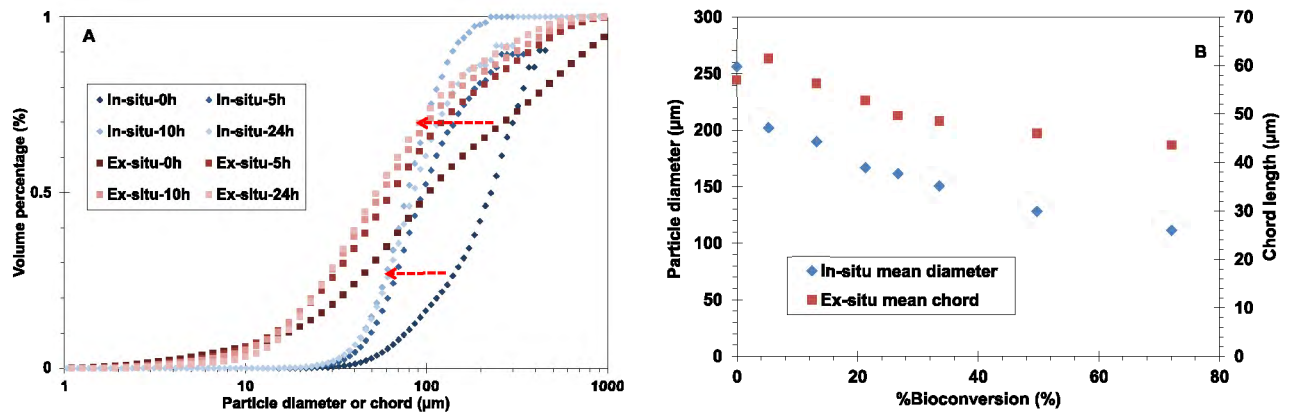 A
In-situ-0h
In-situ-5h
In-situ-10h
In-situ-24h
Ex-situ-0h
Ex-situ-5h
Ex-situ-10h
Ex-situ-24h
Volume percentage (%)
1
0.5
0
1
10
100
1000
Particle diameter or chord (µm)
B
Particle diameter (µm)
300
250
200
150
100
50
0
Chord length (µm)
70
60
50
40
30
20
10
0
In-situ mean diameter
Ex-situ mean chord
0
20
40
60
80
%Bioconversion (%)